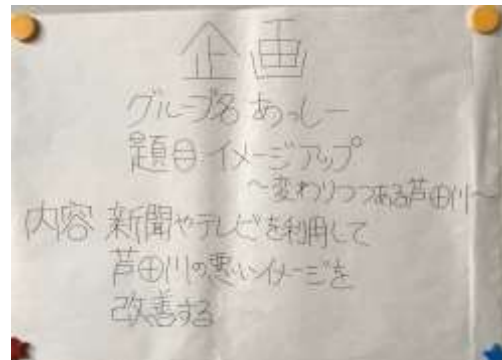 企画
グループ名 あっしー
題目 イメージアップ
〜変わりつつある芦田川〜
内容 新聞やテレビを利用して
芦田川の悪いイメージを
改善する